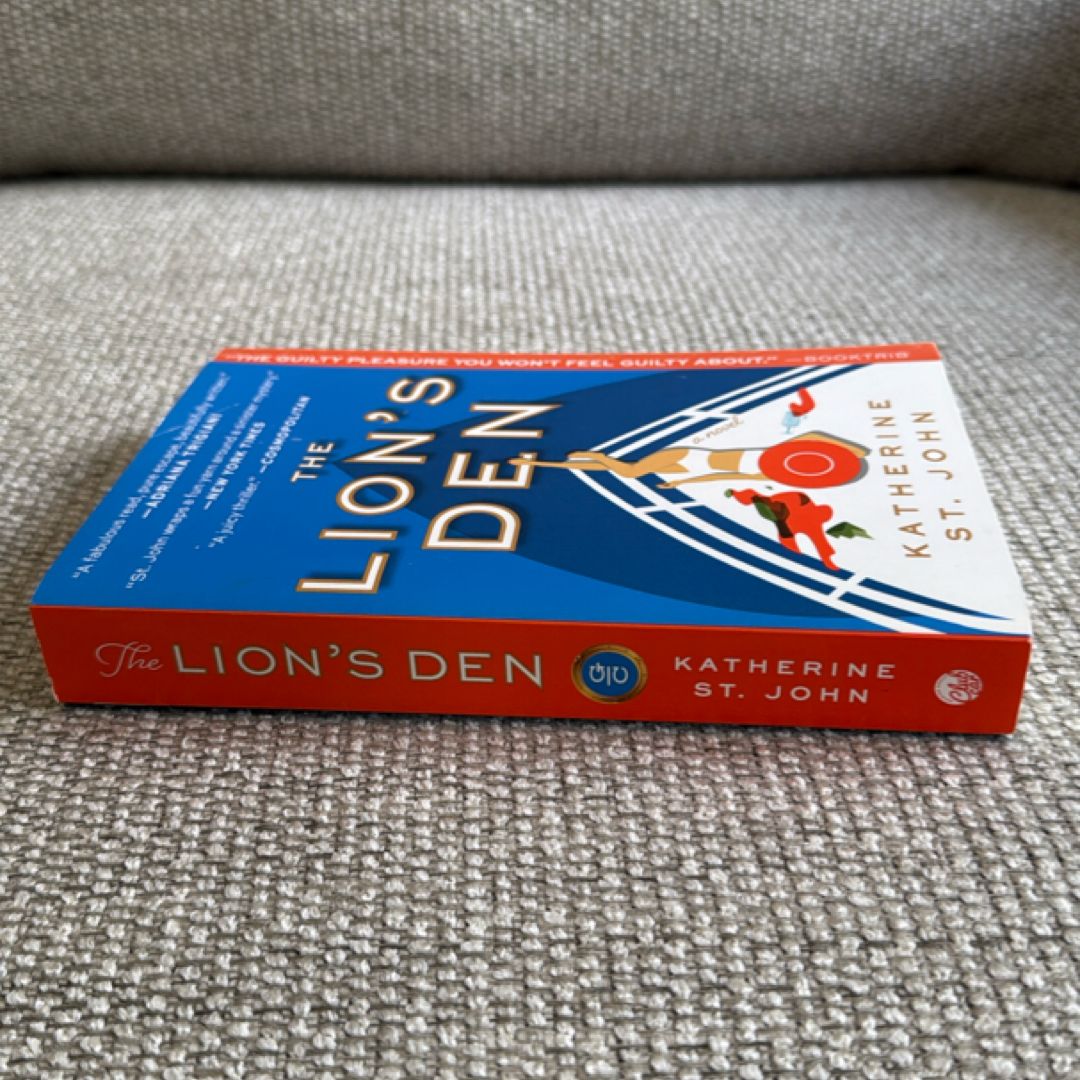 "THE GUILTY PLEASURE YOU WON'T FEEL GUILTY ABOUT." —BOOKTRIB
"A fabulous read, pure escape, beautifully written."
—ADRIANA TRIGIANI
"St. John wraps a fun yarn around a sinister mystery."
—NEW YORK TIMES
"A juicy thriller." —COSMOPOLITAN
THE
LION'S
DEN
a novel
KATHERINE
ST. JOHN
The LION'S DEN
KATHERINE
ST. JOHN